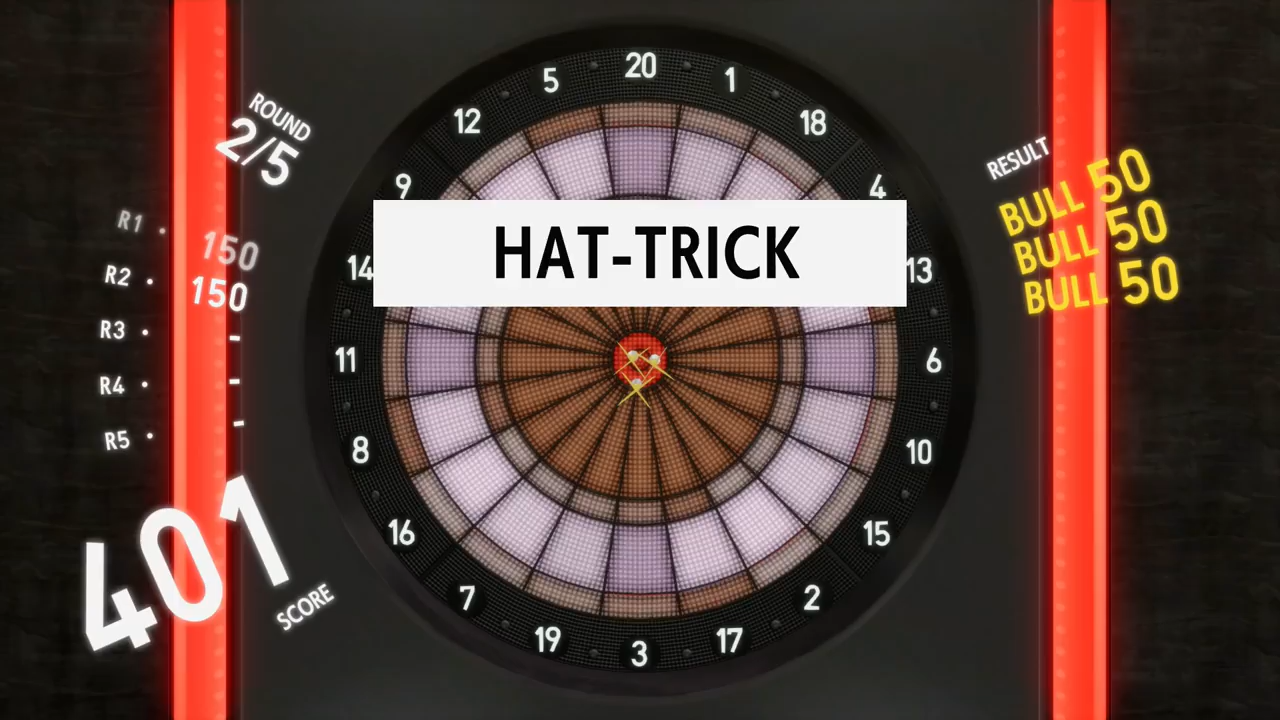 ROUND
2/5
R1 · 150
R2 · 150
R3 · -
R4 · -
R5 · -
401
SCORE
HAT-TRICK
RESULT
BULL 50
BULL 50
BULL 50
20
1
18
4
13
6
10
15
2
17
3
19
7
16
8
11
14
9
12
5